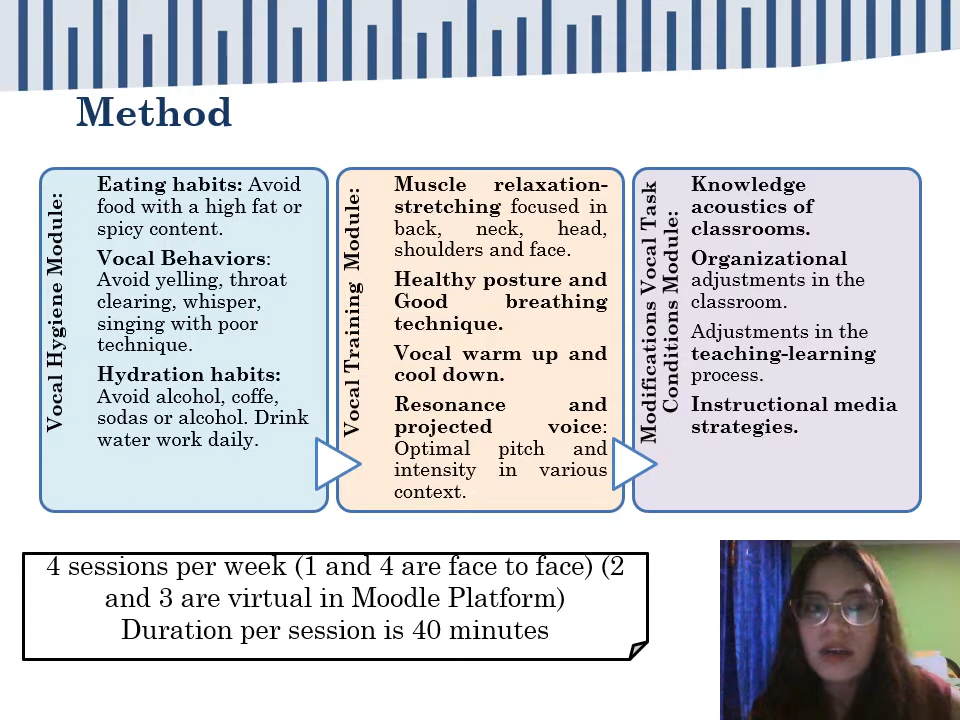 Method
Vocal Hygiene Module:
Eating habits: Avoid
food with a high fat or
spicy content.
Vocal Behaviors:
Avoid yelling, throat
clearing, whisper,
singing with poor
technique.
Hydration habits:
Avoid alcohol, coffe,
sodas or alcohol. Drink
water work daily.
Vocal Training Module:
Muscle relaxation-
stretching focused in
back, neck, head,
shoulders and face.
Healthy posture and
Good breathing
technique.
Vocal warm up and
cool down.
Resonance and
projected voice:
Optimal pitch and
intensity in various
context.
Modifications Vocal Task
Conditions Module:
Knowledge
acoustics of
classrooms.
Organizational
adjustments in the
classroom.
Adjustments in the
teaching-learning
process.
Instructional media
strategies.
4 sessions per week (1 and 4 are face to face) (2
and 3 are virtual in Moodle Platform)
Duration per session is 40 minutes